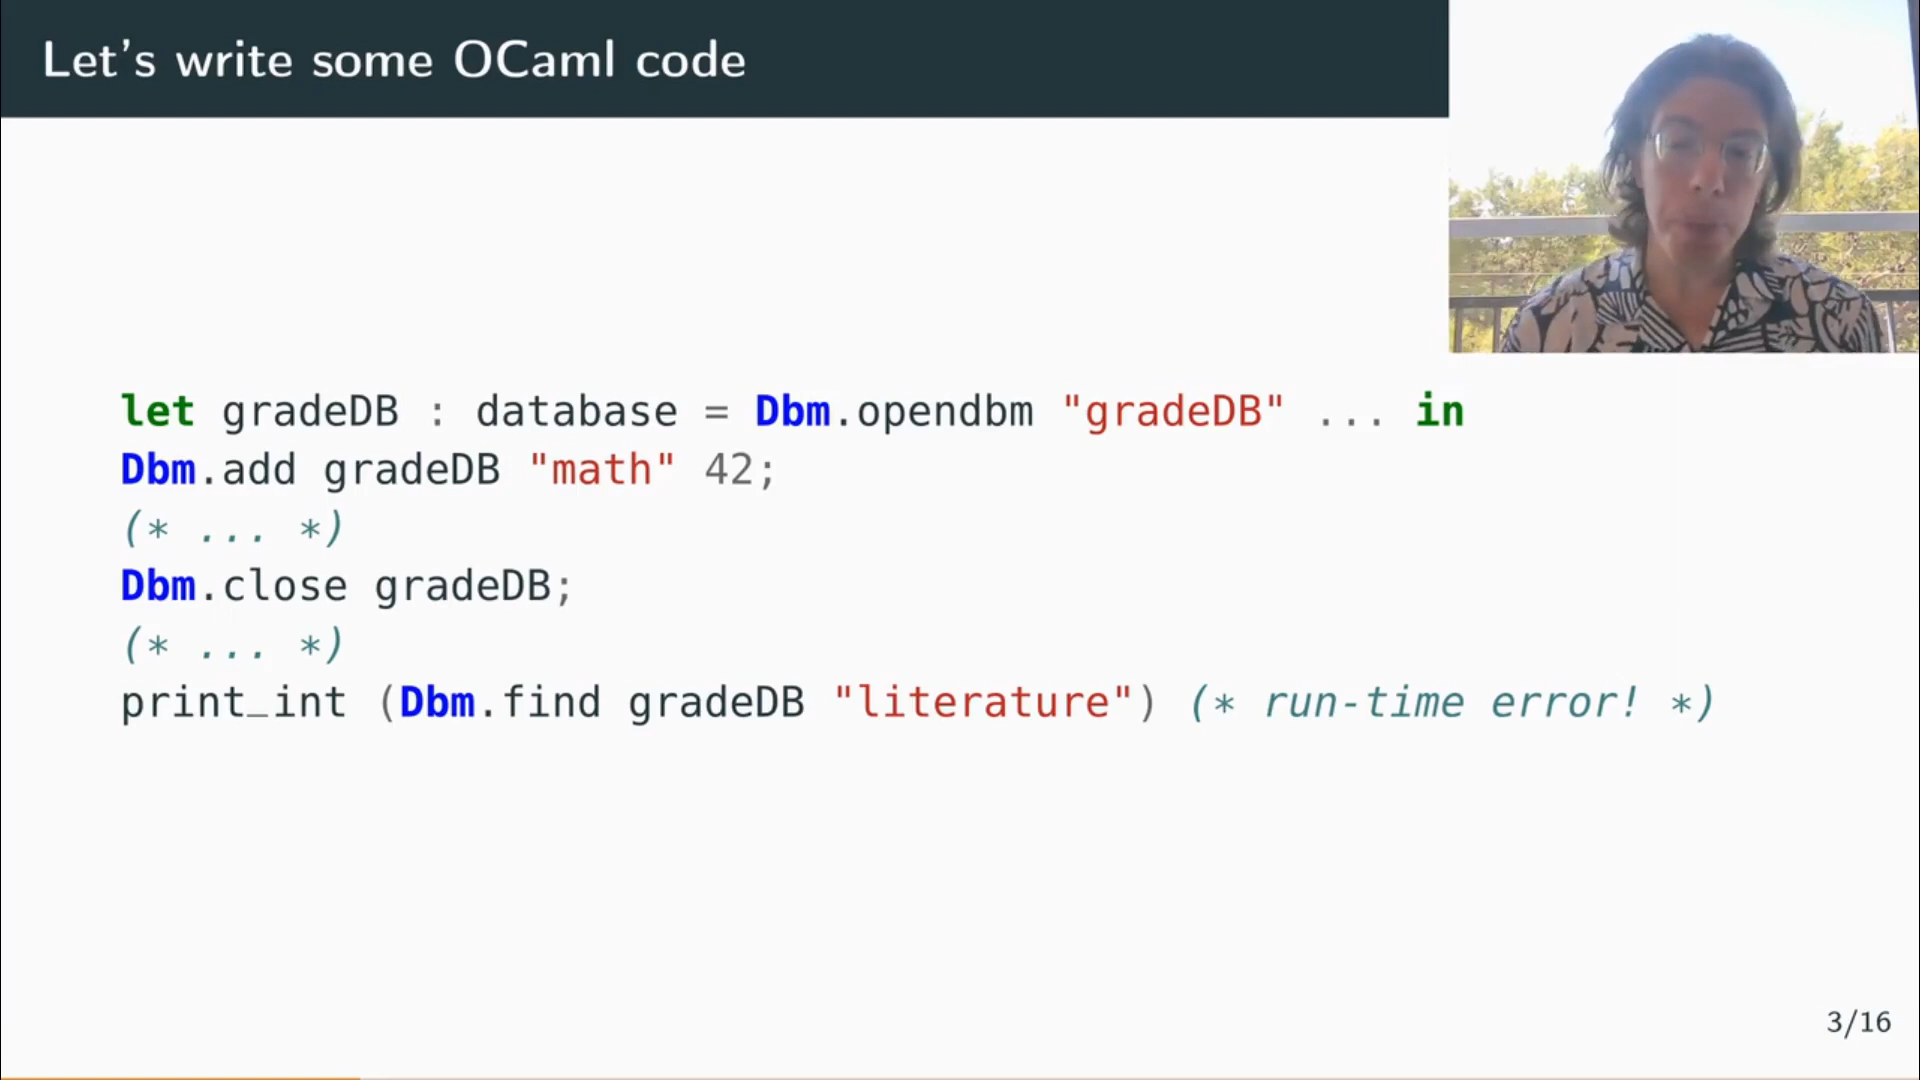 Let's write some OCaml code
let gradeDB : database = Dbm.opendbm "gradeDB" ... in
Dbm.add gradeDB "math" 42;
(* ... *)
Dbm.close gradeDB;
(* ... *)
print_int (Dbm.find gradeDB "literature") (* run-time error! *)
3/16